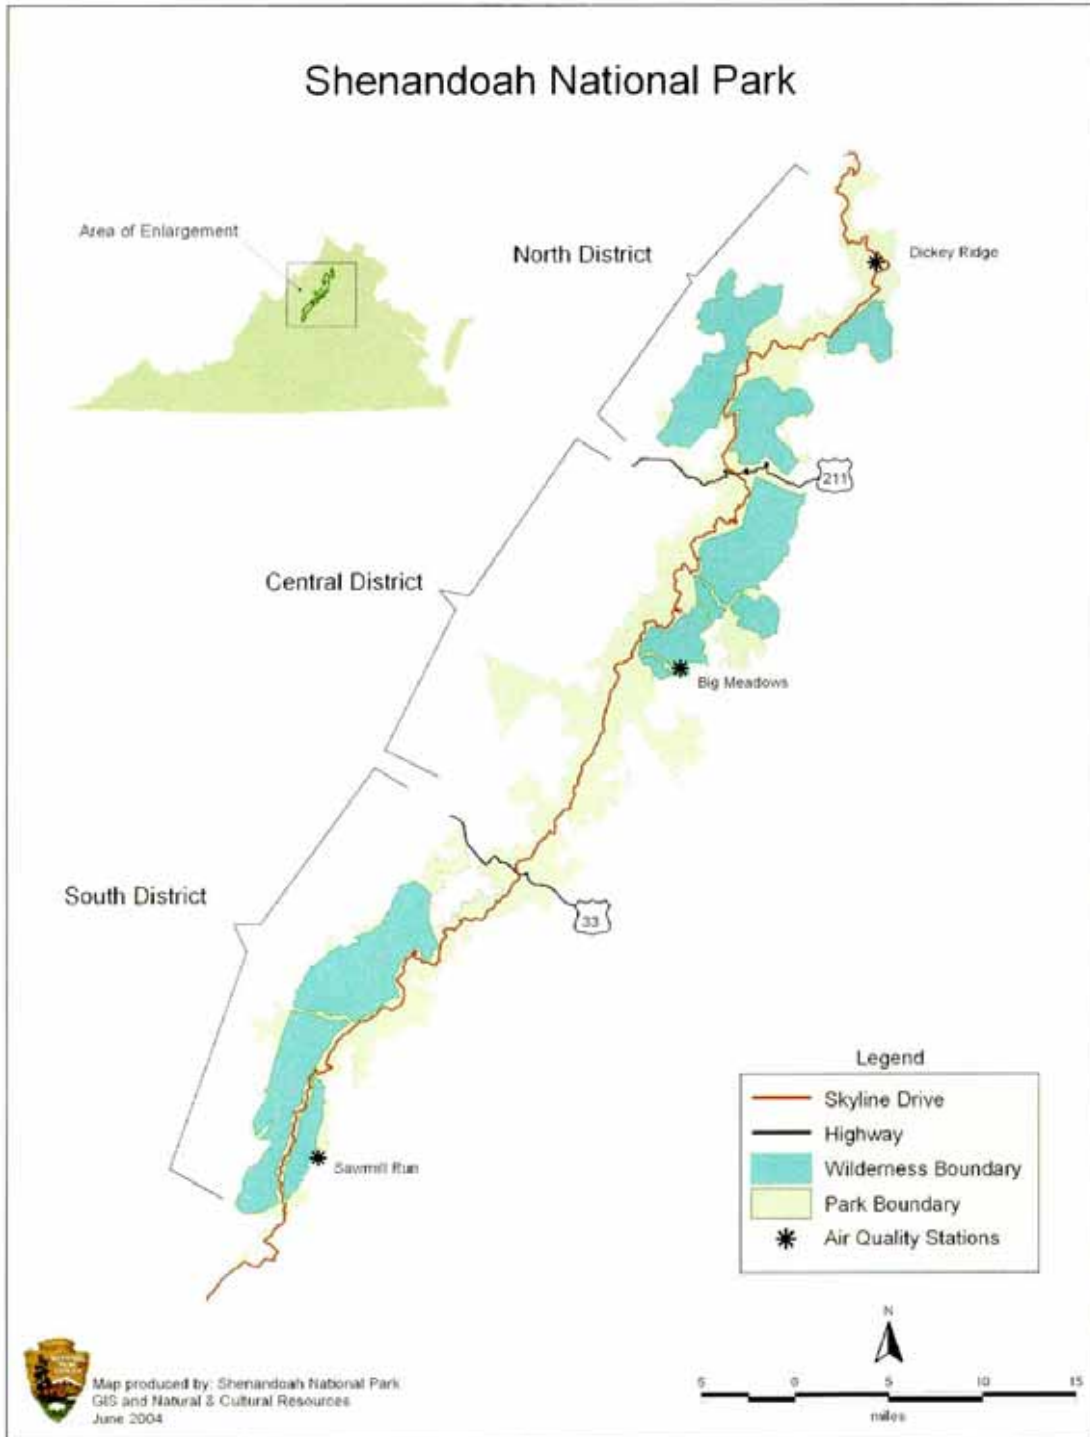 Shenandoah National Park
Area of Enlargement
North District
Dickey Ridge
211
Central District
Big Meadows
South District
33
Sawmill Run
Legend
Skyline Drive
Highway
Wilderness Boundary
Park Boundary
Air Quality Stations
N
5 0 5 10 15
miles
Map produced by: Shenandoah National Park
GIS and Natural & Cultural Resources
June 2004